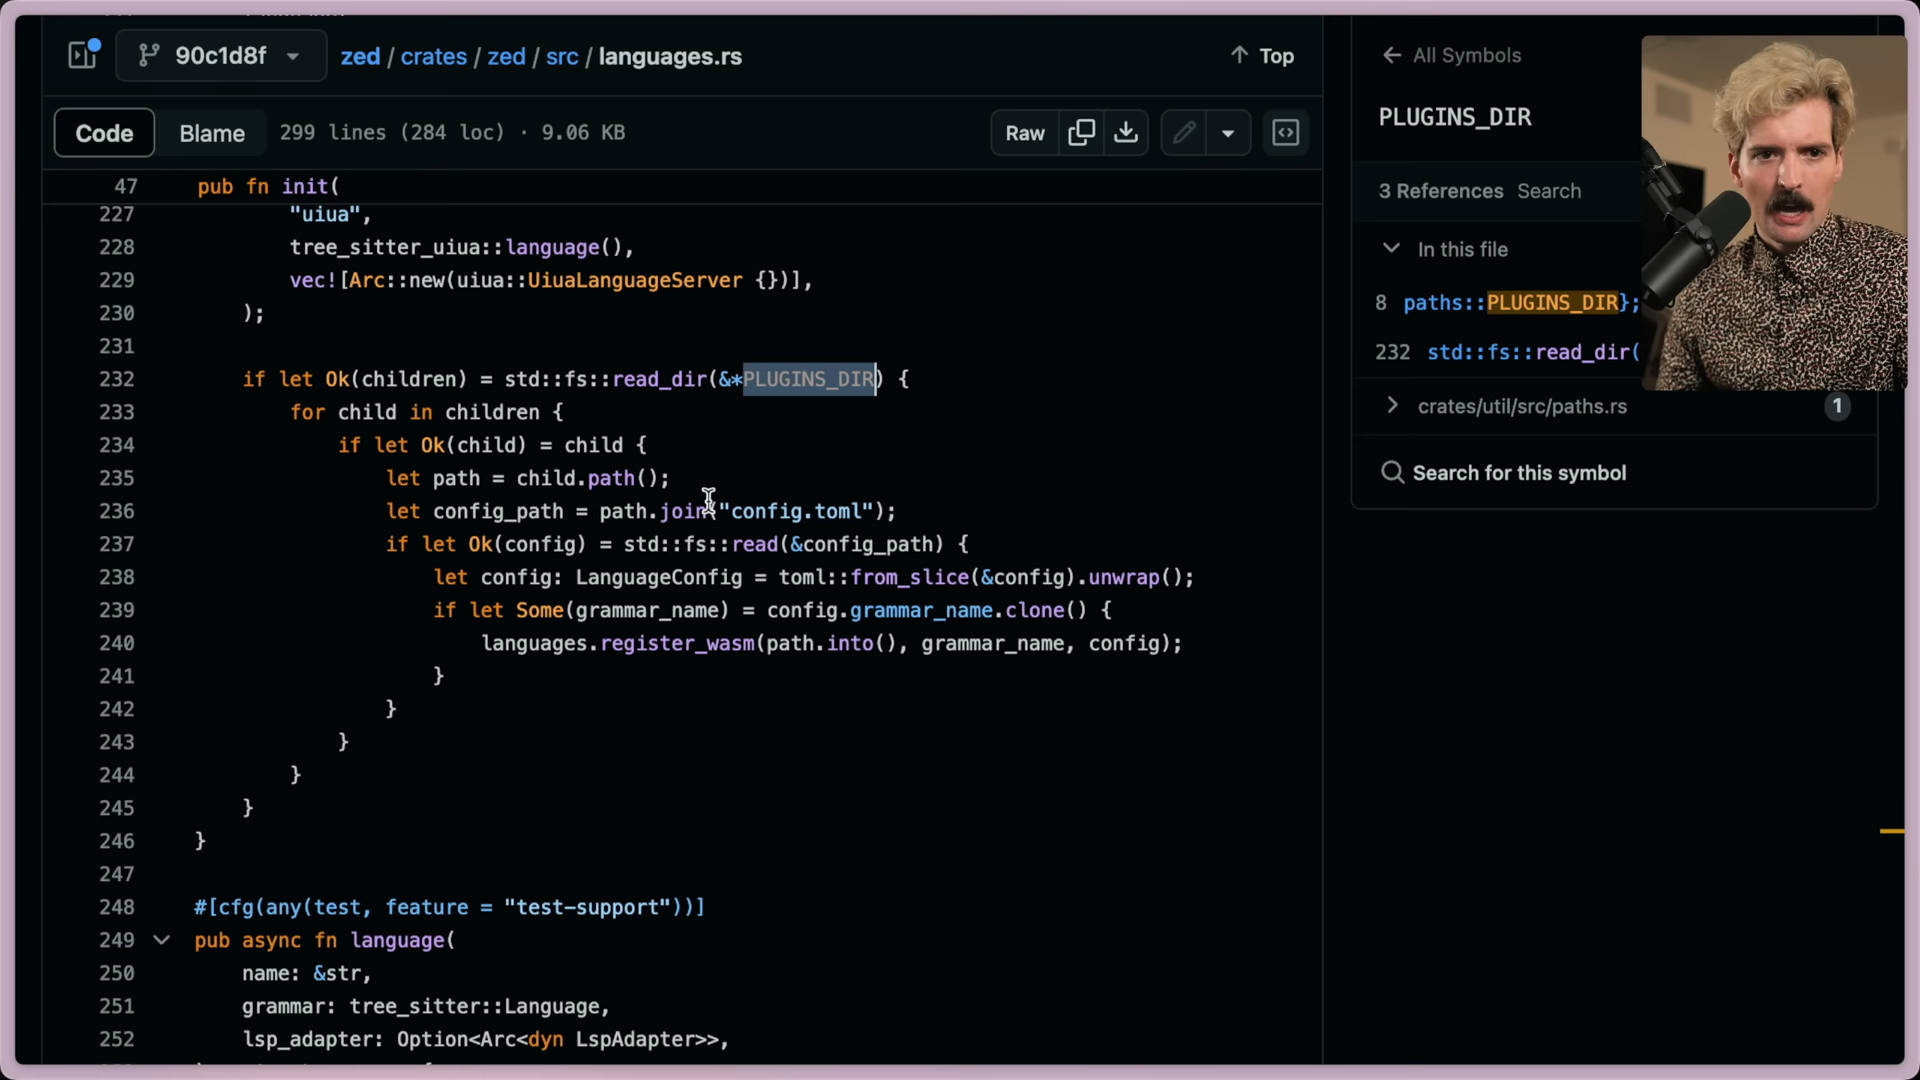 90c1d8f
zed / crates / zed / src / languages.rs
Top
Code
Blame
299 lines (284 loc) · 9.06 KB
Raw
47 pub fn init(
227 "uiua",
228 tree_sitter_uiua::language(),
229 vec![Arc::new(uiua::UiuaLanguageServer {})],
230 );
231
232 if let Ok(children) = std::fs::read_dir(&*PLUGINS_DIR) {
233 for child in children {
234 if let Ok(child) = child {
235 let path = child.path();
236 let config_path = path.join("config.toml");
237 if let Ok(config) = std::fs::read(&config_path) {
238 let config: LanguageConfig = toml::from_slice(&config).unwrap();
239 if let Some(grammar_name) = config.grammar_name.clone() {
240 languages.register_wasm(path.into(), grammar_name, config);
241 }
242 }
243 }
244 }
245 }
246 }
247
248 #[cfg(any(test, feature = "test-support"))]
249 pub async fn language(
250 name: &str,
251 grammar: tree_sitter::Language,
252 lsp_adapter: Option<Arc<dyn LspAdapter>>,
All Symbols
PLUGINS_DIR
3 References Search
In this file
8 paths::PLUGINS_DIR};
232 std::fs::read_dir(
crates/util/src/paths.rs
1
Search for this symbol